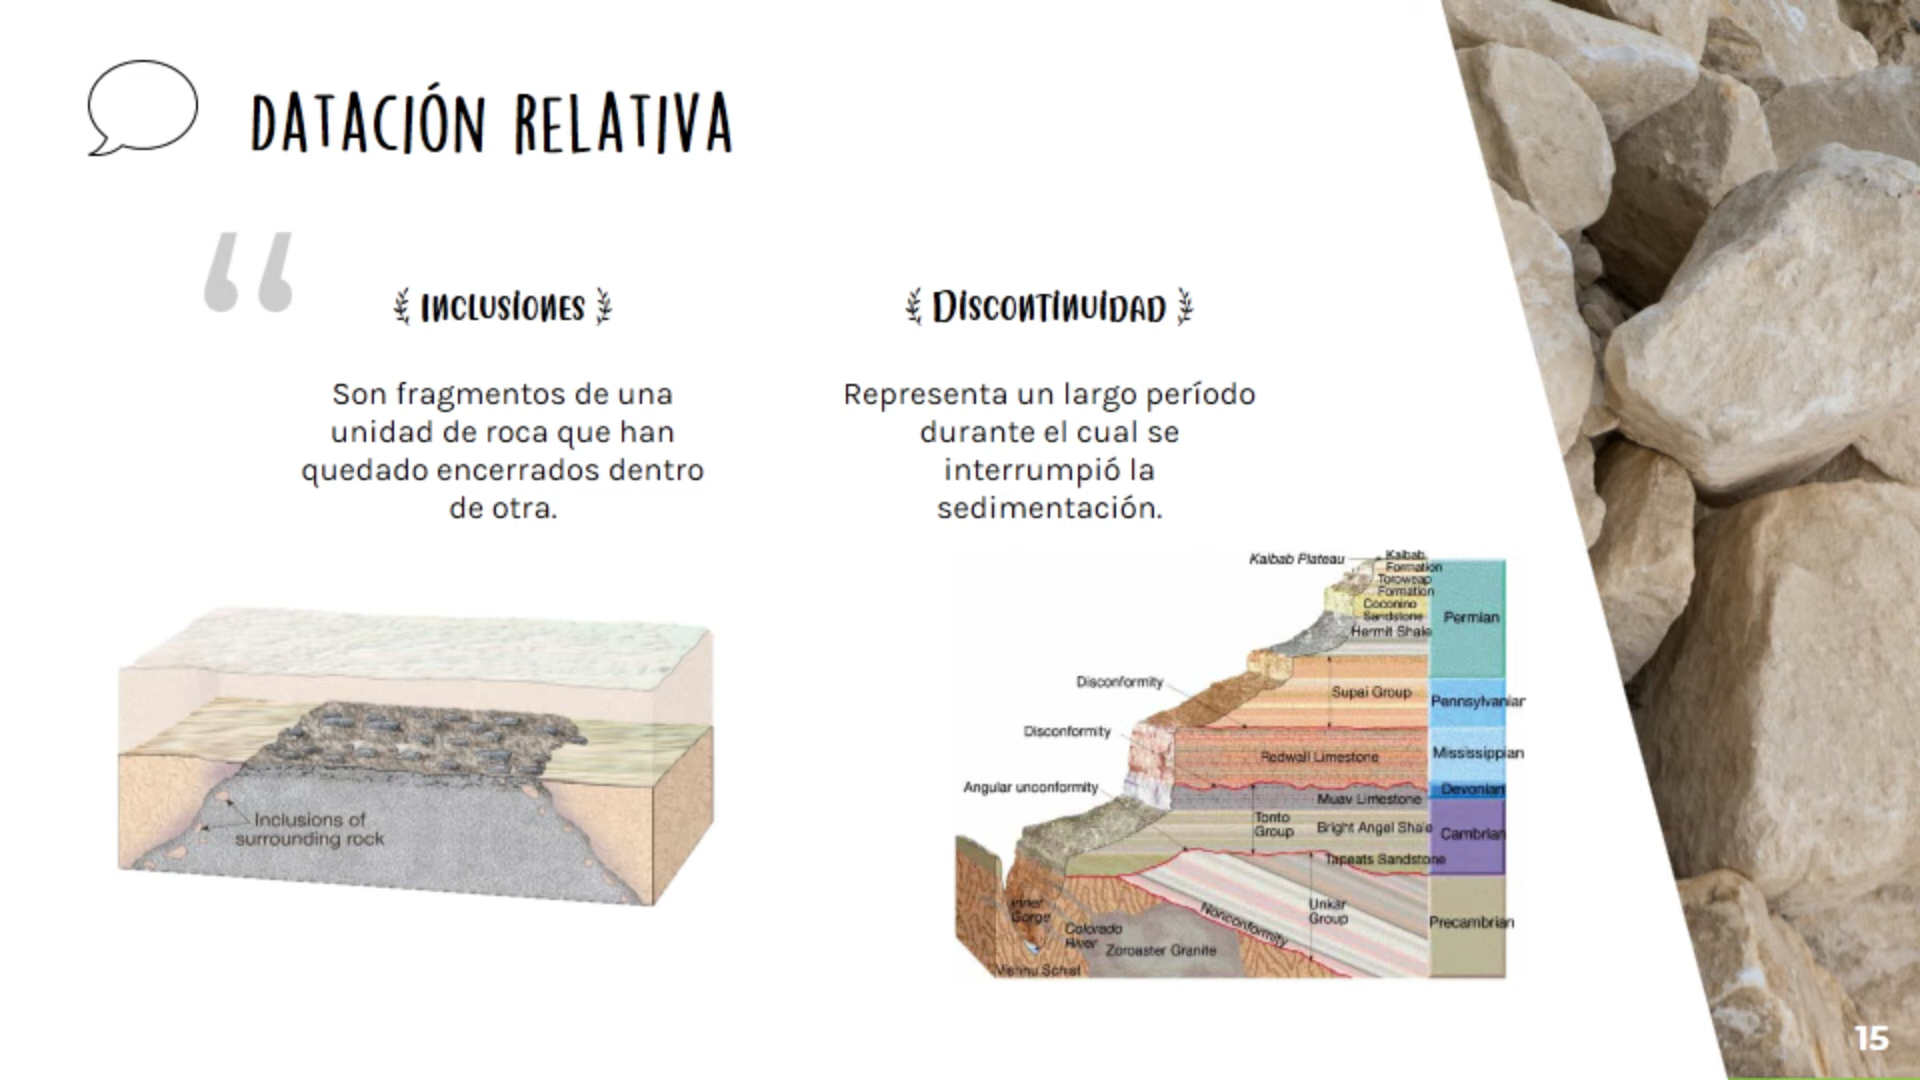 DATACIÓN RELATIVA
“
INCLUSIONES
Son fragmentos de una
unidad de roca que han
quedado encerrados dentro
de otra.
DISCONTINUIDAD
Representa un largo período
durante el cual se
interrumpió la
sedimentación.
Inclusions of
surrounding rock
Kaibab Plateau
Kaibab
Formation
Toroweap
Formation
Coconino
Sandstone
Hermit Shale
Permian
Disconformity
Supai Group
Pennsylvanian
Disconformity
Redwall Limestone
Mississippian
Angular unconformity
Devonian
Muav Limestone
Tonto
Group
Bright Angel Shale
Cambrian
Tapeats Sandstone
Inner
Gorge
Colorado
River
Zoroaster Granite
Nonconformity
Unkar
Group
Precambrian
Vishnu Schist
15